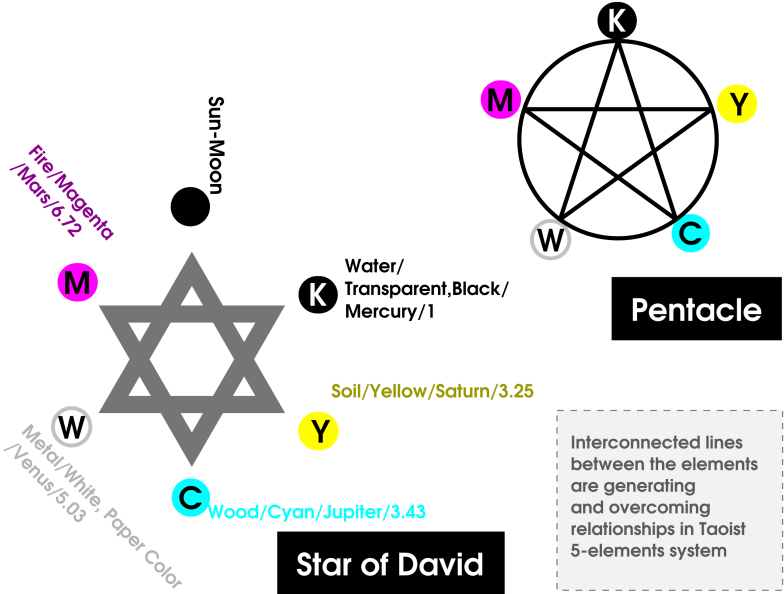 K
M
Y
W
C
Pentacle
Sun-Moon
Fire/Magenta
/Mars/6.72
M
K
Water/
Transparent,Black/
Mercury/1
Soil/Yellow/Saturn/3.25
W
Y
Metal/White, Paper Color
/Venus/5.03
C
Wood/Cyan/Jupiter/3.43
Star of David
Interconnected lines
between the elements
are generating
and overcoming
relationships in Taoist
5-elements system